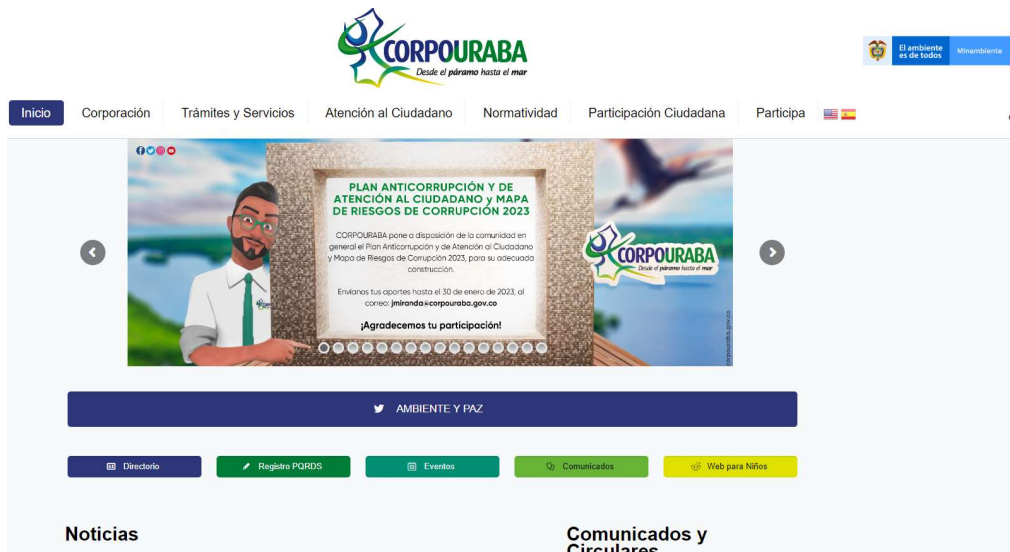 CORPOURABA
Desde el páramo hasta el mar
El ambiente
es de todos
Minambiente
Inicio
Corporación
Trámites y Servicios
Atención al Ciudadano
Normatividad
Participación Ciudadana
Participa
PLAN ANTICORRUPCIÓN Y DE
ATENCIÓN AL CIUDADANO y MAPA
DE RIESGOS DE CORRUPCIÓN 2023
CORPOURABA pone a disposición de la comunidad en
general el Plan Anticorrupción y de Atención al Ciudadano
y Mapa de Riesgos de Corrupción 2023, para su adecuada
construcción.
Envíanos tus aportes hasta el 30 de enero de 2023, al
correo: jmiranda@corpouraba.gov.co
¡Agradecemos tu participación!
CORPOURABA
Desde el páramo hasta el mar
corpouraba.gov.co
AMBIENTE Y PAZ
Directorio
Registro PQRDS
Eventos
Comunicados
Web para Niños
Noticias
Comunicados y
Circulares